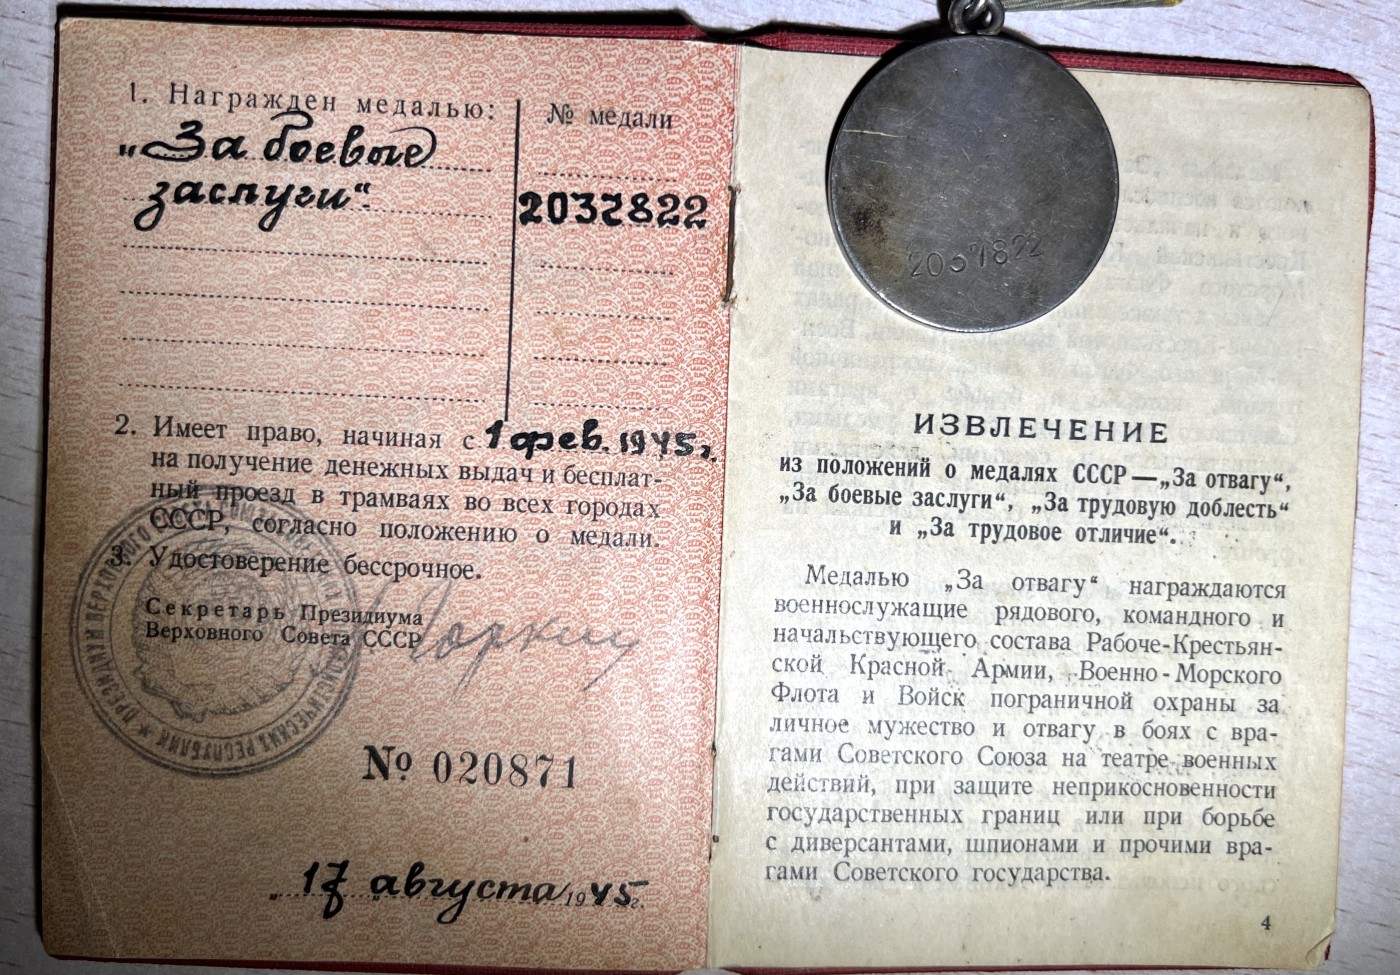 1. Награжден медалью:
№ медали
„За боевые
заслуги“.
2037822
2. Имеет право, начиная с 1 фев. 1945 г.
на получение денежных выдач и бесплат-
ный проезд в трамваях во всех городах
СССР, согласно положению о медали.
3. Удостоверение бессрочное.
Секретарь Президиума
Верховного Совета СССР
Горкин
№ 020871
„17“ августа 1945 г.
ПРЕЗИДИУМ ВЕРХОВНОГО РЕСПУБЛИК
2037822
ИЗВЛЕЧЕНИЕ
из положений о медалях СССР—„За отвагу“,
„За боевые заслуги“, „За трудовую доблесть“
и „За трудовое отличие“.
Медалью „За отвагу“ награждаются
военнослужащие рядового, командного и
начальствующего состава Рабоче-Крестьян-
ской Красной Армии, Военно-Морского
Флота и Войск пограничной охраны за
личное мужество и отвагу в боях с вра-
гами Советского Союза на театре военных
действий, при защите неприкосновенности
государственных границ или при борьбе
с диверсантами, шпионами и прочими вра-
гами Советского государства.
4